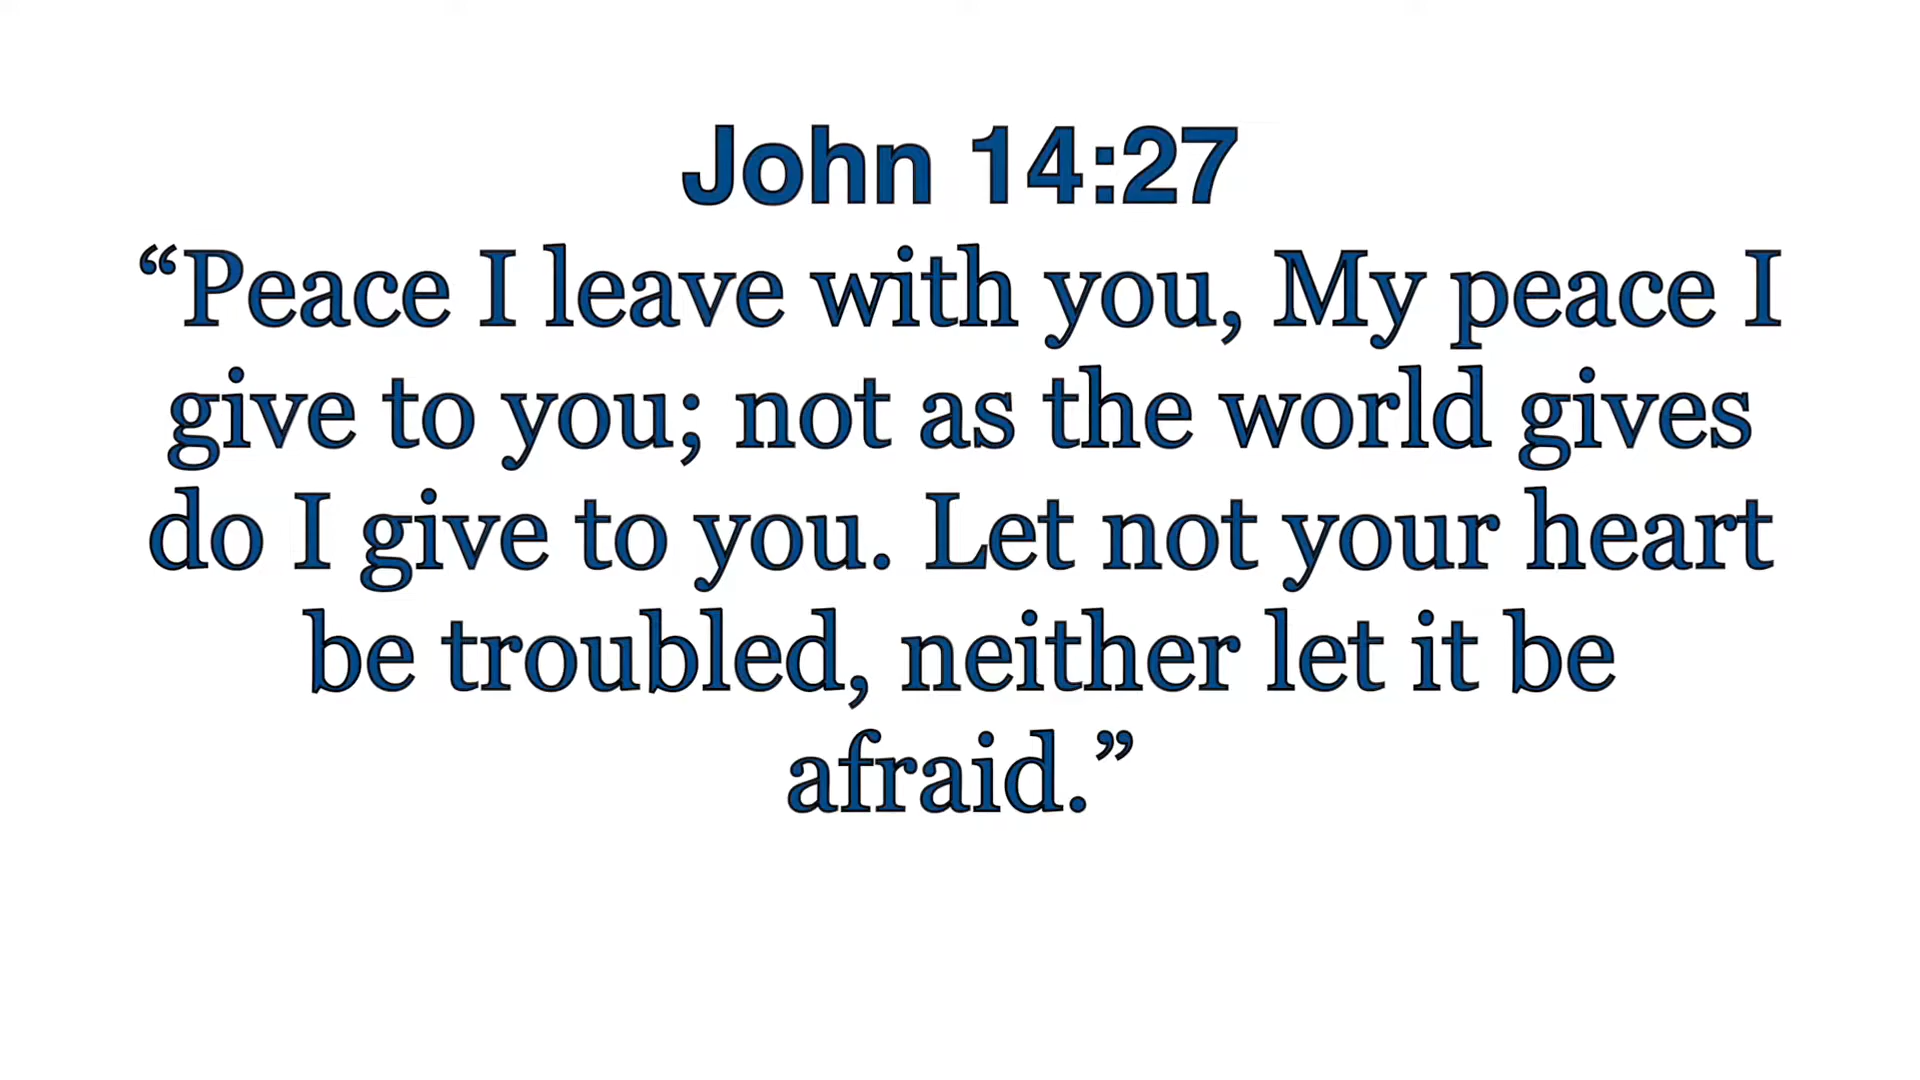 John 14:27
“Peace I leave with you, My peace I
give to you; not as the world gives
do I give to you. Let not your heart
be troubled, neither let it be
afraid.”